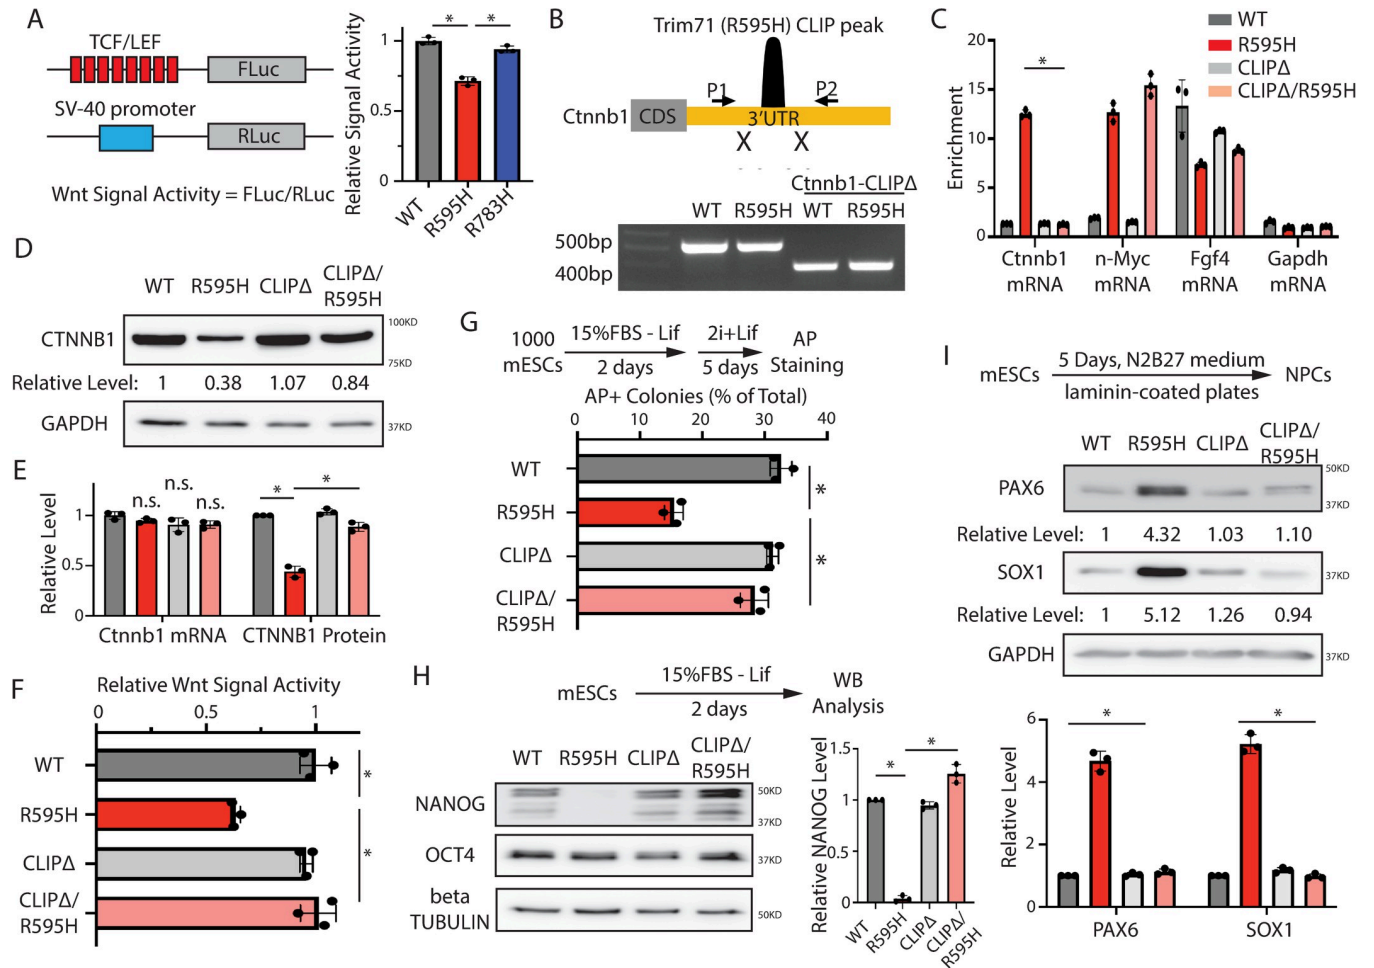 A
TCF/LEF
FLuc
SV-40 promoter
RLuc
Wnt Signal Activity = FLuc/RLuc
Relative Signal Activity
1
0.5
0
* *
WT
R595H
R783H
B
Trim71 (R595H) CLIP peak
P1 P2
Ctnnb1 CDS 3'UTR
X X
Ctnnb1-CLIPΔ
WT R595H WT R595H
500bp
400bp
C
WT
R595H
CLIPΔ
CLIPΔ/R595H
Enrichment
20
15
10
5
0
*
Ctnnb1 mRNA
n-Myc mRNA
Fgf4 mRNA
Gapdh mRNA
D
WT R595H CLIPΔ CLIPΔ/R595H
CTNNB1
100KD
75KD
Relative Level: 1 0.38 1.07 0.84
GAPDH
37KD
E
Relative Level
1
0.5
0
n.s. n.s. n.s. * *
Ctnnb1 mRNA CTNNB1 Protein
F
Relative Wnt Signal Activity
0 0.5 1
WT
R595H
CLIPΔ
CLIPΔ/R595H
*
*
G
1000 mESCs
15%FBS - Lif
2 days
2i+Lif
5 days
AP Staining
AP+ Colonies (% of Total)
0 10 20 30 40
WT
R595H
CLIPΔ
CLIPΔ/R595H
*
*
H
mESCs
15%FBS - Lif
2 days
WB Analysis
WT R595H CLIPΔ CLIPΔ/R595H
NANOG
50KD
37KD
OCT4
37KD
beta TUBULIN
50KD
Relative NANOG Level
1.5
1
0.5
0
* *
WT
R595H
CLIPΔ
CLIPΔ/R595H
I
mESCs
5 Days, N2B27 medium
laminin-coated plates
NPCs
WT R595H CLIPΔ CLIPΔ/R595H
PAX6
50KD
37KD
Relative Level: 1 4.32 1.03 1.10
SOX1
37KD
Relative Level: 1 5.12 1.26 0.94
GAPDH
37KD
Relative Level
6
4
2
0
* *
PAX6 SOX1